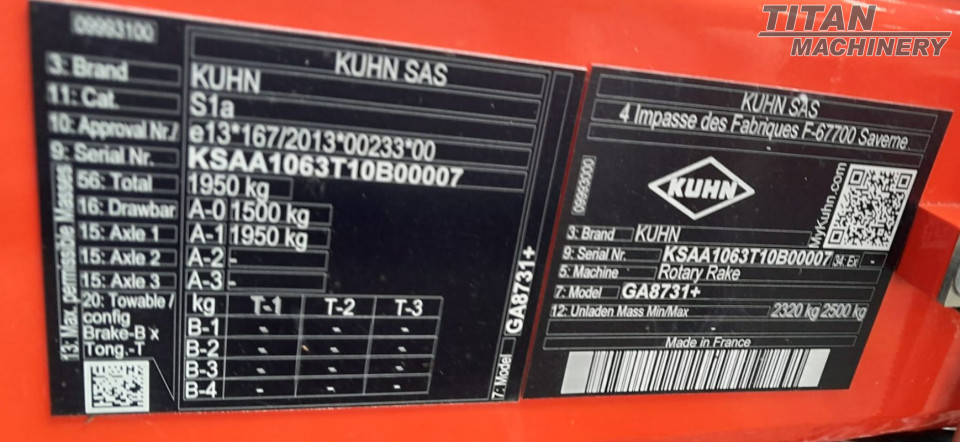 TITAN
MACHINERY
09993100
KUHN SAS
3: Brand KUHN
11: Cat. S1a
10: Approval Nr./ e13*167/2013*00233*00
9: Serial Nr. KSAA1063T10B00007
13: Max. permissable Masses
56: Total 1950 kg
16: Drawbar A-0 1500 kg
15: Axle 1 A-1 1950 kg
15: Axle 2 A-2 -
15: Axle 3 A-3 -
20: Towable / config Brake-B x Tong.-T
kg T-1 T-2 T-3
B-1 - - -
B-2 - - -
B-3 - - -
B-4 - - -
7: Model GA8731+
KUHN SAS
4 Impasse des Fabriques F-67700 Saverne
09993000
KUHN
MyKuhn.com
3: Brand KUHN
9: Serial Nr. KSAA1063T10B00007 34: Ex -
5: Machine Rotary Rake
7: Model GA8731+
12: Unladen Mass Min/Max 2320 kg 2500 kg
Made in France